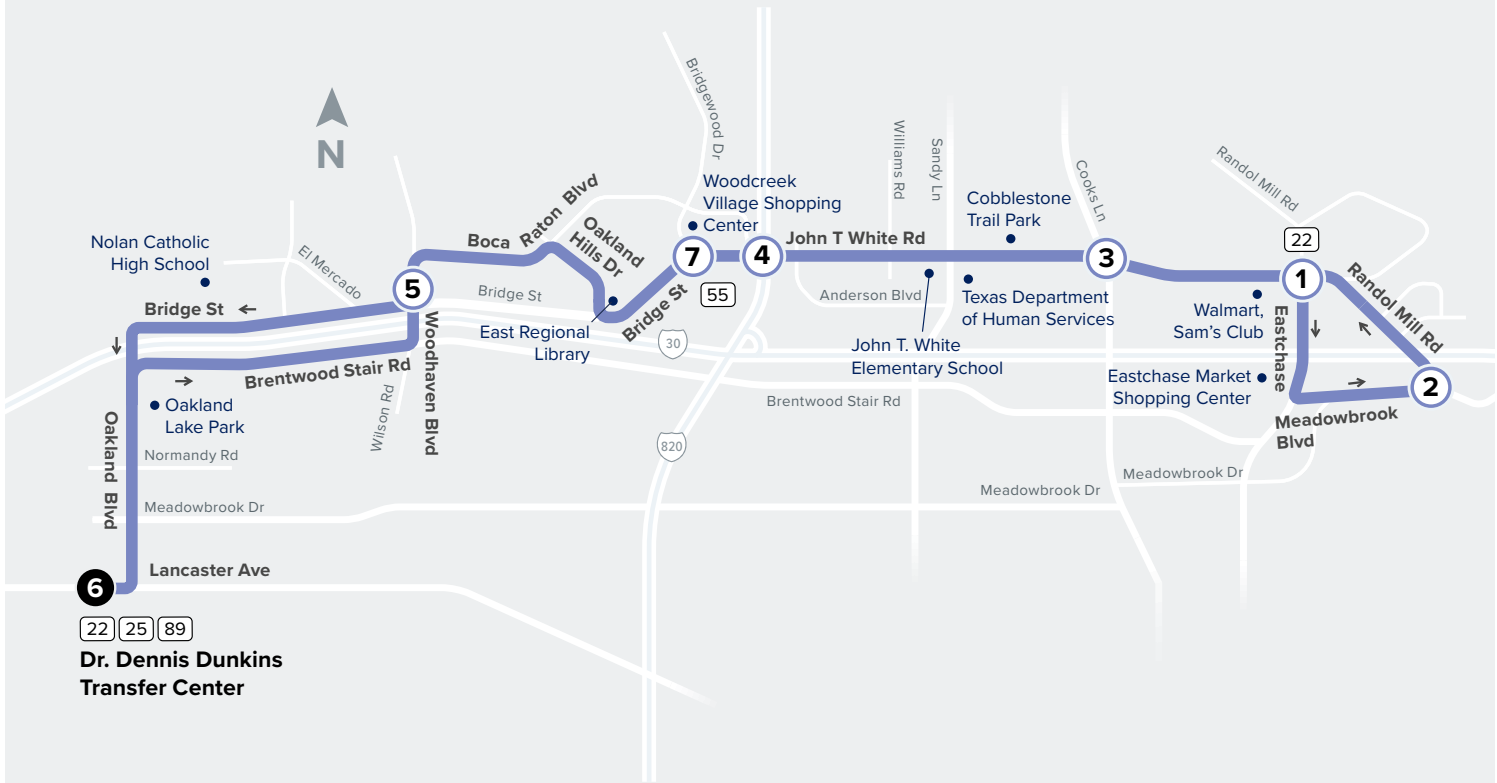 Bridgewood Dr
N
Williams Rd
Sandy Ln
Cooks Ln
Randol Mill Rd
Woodcreek
Village Shopping
Center
Cobblestone
Trail Park
Raton Blvd
Boca
Oakland
Hills Dr
Nolan Catholic
High School
El Mercado
7
4
John T White Rd
3
22
1
5
55
Bridge St
Bridge St
Bridge St
Anderson Blvd
Texas Department
of Human Services
Walmart,
Sam's Club
Randol Mill Rd
East Regional
Library
30
John T. White
Elementary School
Eastchase
Eastchase Market
Shopping Center
2
Brentwood Stair Rd
Woodhaven Blvd
Wilson Rd
Brentwood Stair Rd
Meadowbrook
Blvd
Oakland
Lake Park
Oakland Blvd
Normandy Rd
820
Meadowbrook Dr
Meadowbrook Dr
Meadowbrook Dr
6
Lancaster Ave
22 25 89
Dr. Dennis Dunkins
Transfer Center